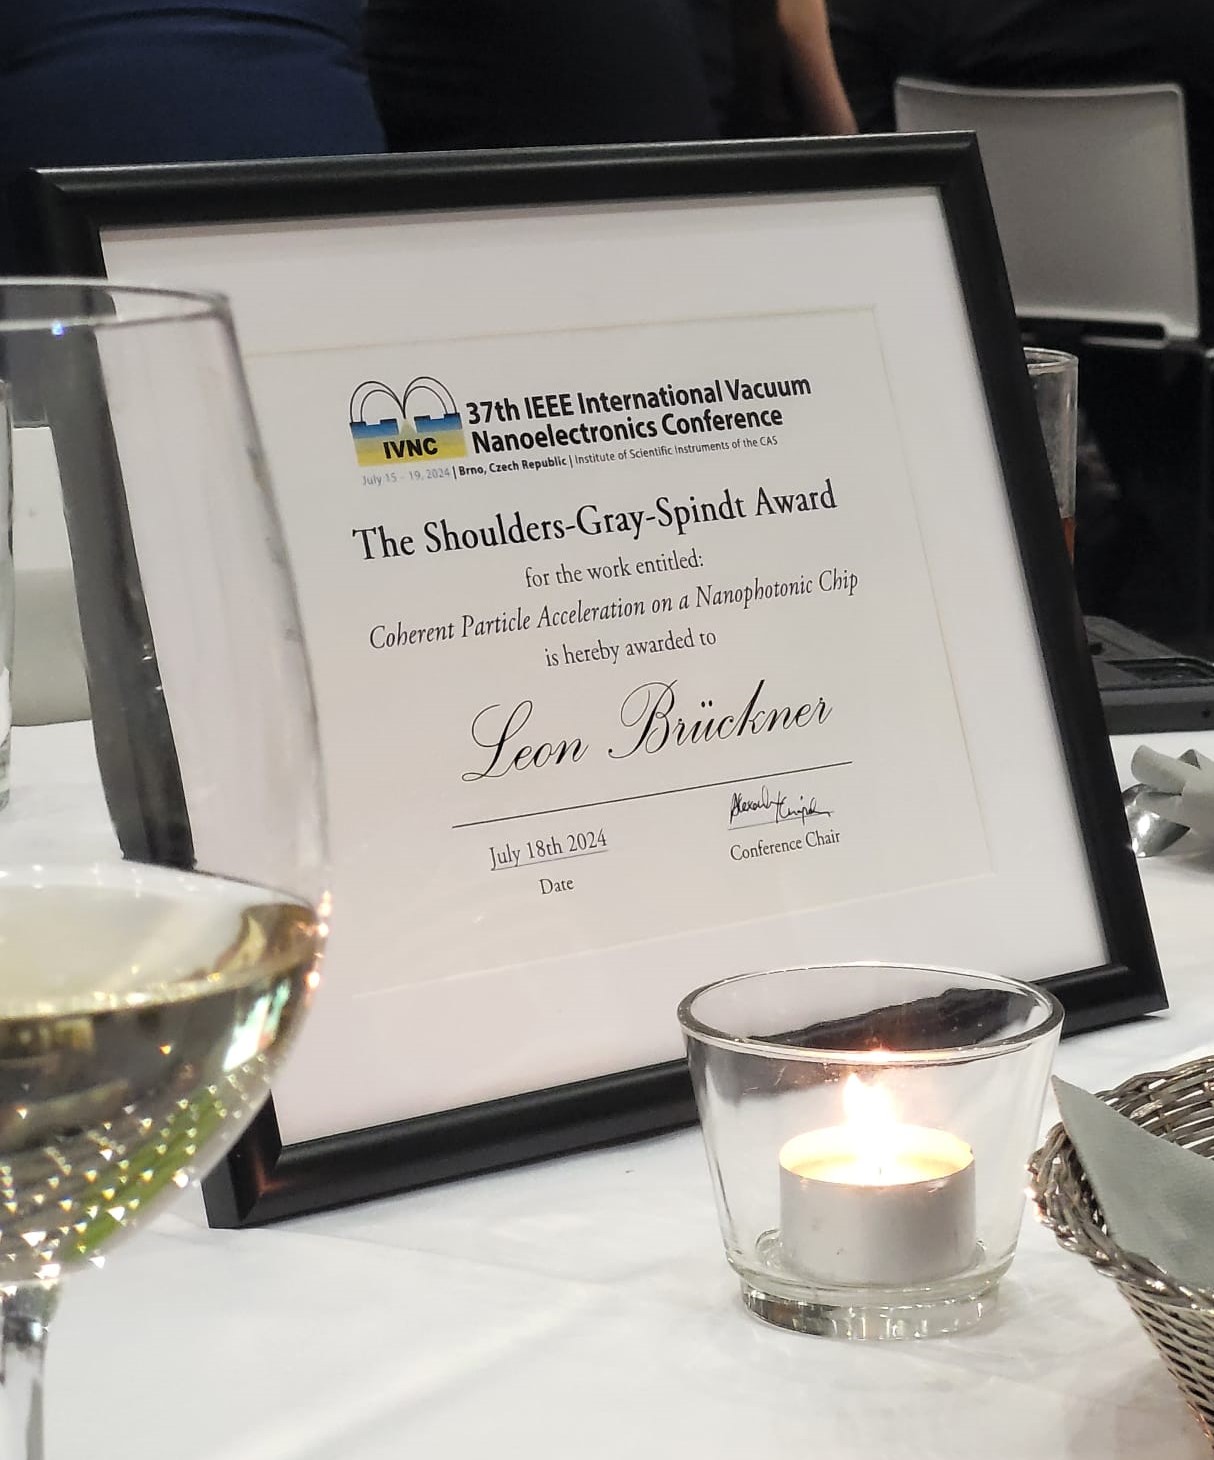 37th IEEE International Vacuum
Nanoelectronics Conference
IVNC
July 15 - 19, 2024 | Brno, Czech Republic | Institute of Scientific Instruments of the CAS
The Shoulders-Gray-Spindt Award
for the work entitled:
Coherent Particle Acceleration on a Nanophotonic Chip
is hereby awarded to
Leon Brückner
July 18th 2024
Date
Conference Chair